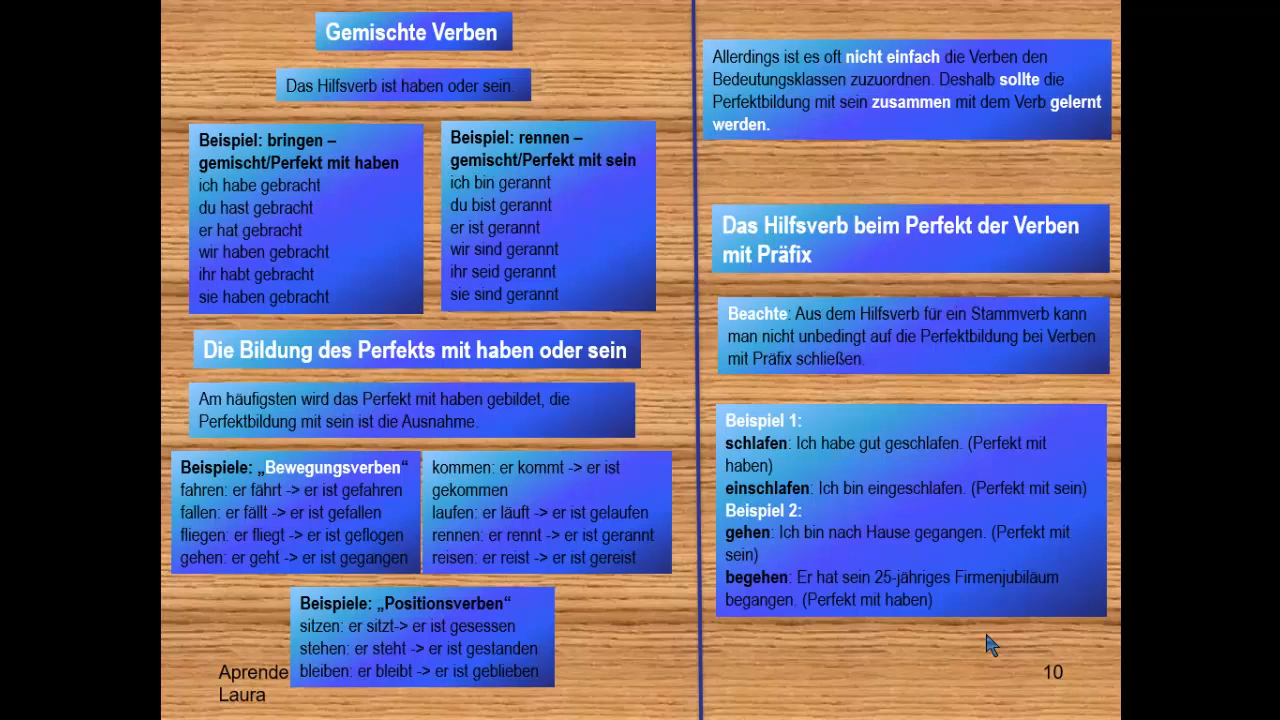 Gemischte Verben
Das Hilfsverb ist haben oder sein.
Beispiel: bringen –
gemischt/Perfekt mit haben
ich habe gebracht
du hast gebracht
er hat gebracht
wir haben gebracht
ihr habt gebracht
sie haben gebracht
Beispiel: rennen –
gemischt/Perfekt mit sein
ich bin gerannt
du bist gerannt
er ist gerannt
wir sind gerannt
ihr seid gerannt
sie sind gerannt
Die Bildung des Perfekts mit haben oder sein
Am häufigsten wird das Perfekt mit haben gebildet, die
Perfektbildung mit sein ist die Ausnahme.
Beispiele: „Bewegungsverben“
fahren: er fährt -> er ist gefahren
fallen: er fällt -> er ist gefallen
fliegen: er fliegt -> er ist geflogen
gehen: er geht -> er ist gegangen
kommen: er kommt -> er ist
gekommen
laufen: er läuft -> er ist gelaufen
rennen: er rennt -> er ist gerannt
reisen: er reist -> er ist gereist
Beispiele: „Positionsverben“
sitzen: er sitzt-> er ist gesessen
stehen: er steht -> er ist gestanden
bleiben: er bleibt -> er ist geblieben
Aprende
Laura
Allerdings ist es oft nicht einfach die Verben den
Bedeutungsklassen zuzuordnen. Deshalb sollte die
Perfektbildung mit sein zusammen mit dem Verb gelernt
werden.
Das Hilfsverb beim Perfekt der Verben
mit Präfix
Beachte: Aus dem Hilfsverb für ein Stammverb kann
man nicht unbedingt auf die Perfektbildung bei Verben
mit Präfix schließen.
Beispiel 1:
schlafen: Ich habe gut geschlafen. (Perfekt mit
haben)
einschlafen: Ich bin eingeschlafen. (Perfekt mit sein)
Beispiel 2:
gehen: Ich bin nach Hause gegangen. (Perfekt mit
sein)
begehen: Er hat sein 25-jähriges Firmenjubiläum
begangen. (Perfekt mit haben)
10